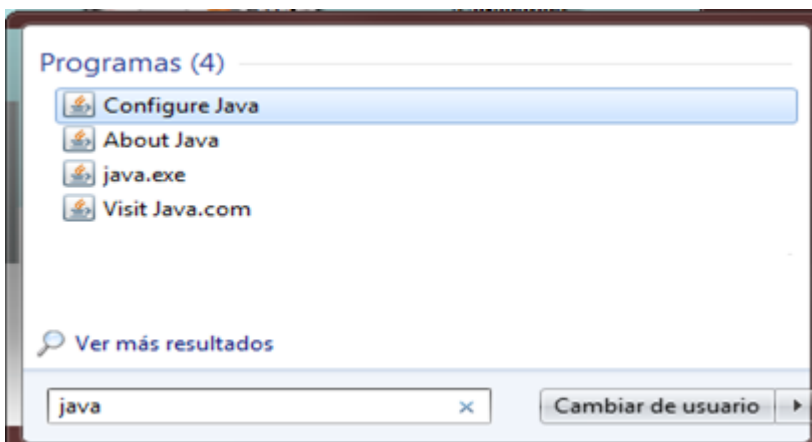 Programas (4)
Configure Java
About Java
java.exe
Visit Java.com
Ver más resultados
java
Cambiar de usuario